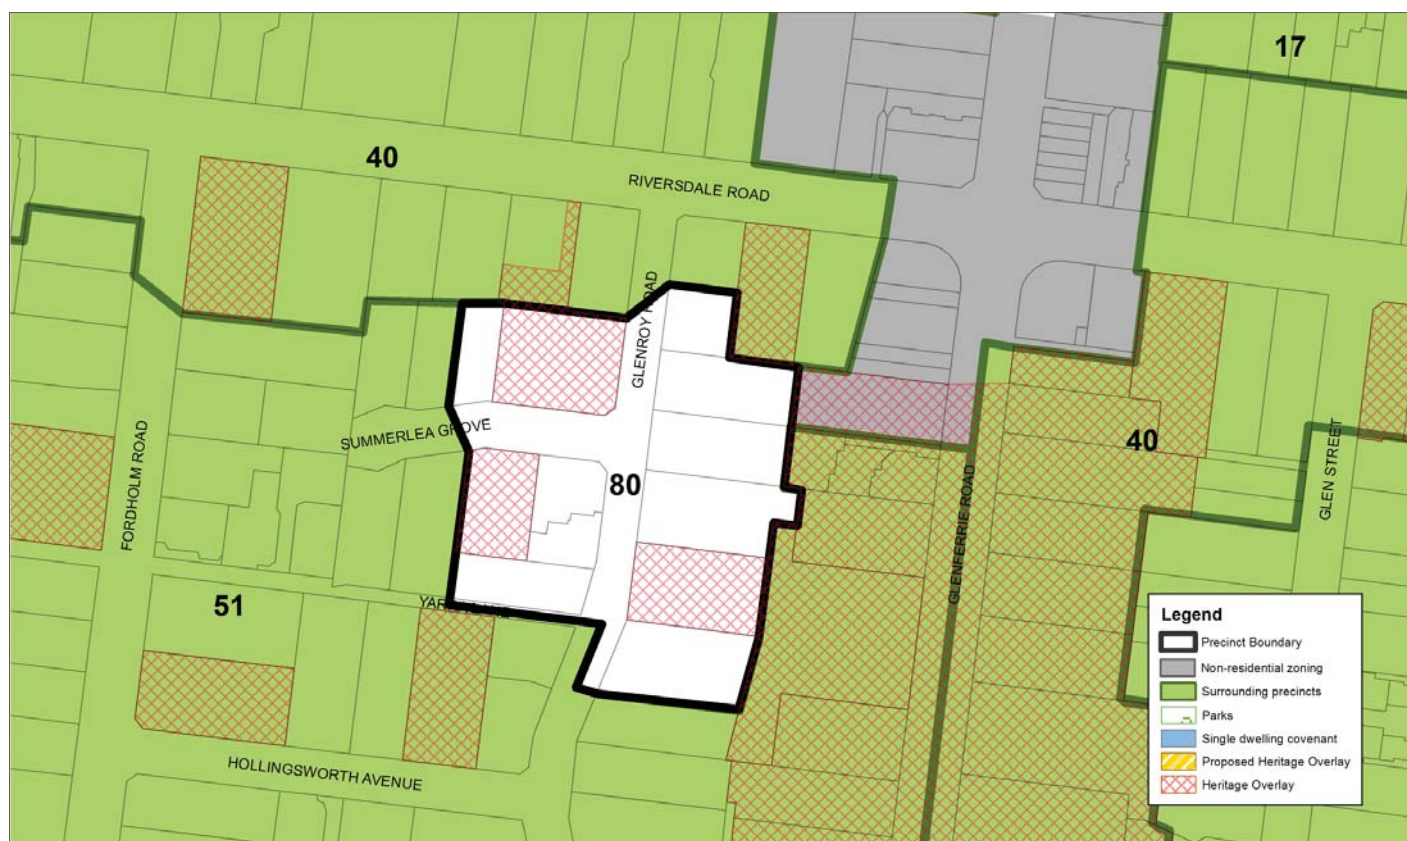 17
40
RIVERSDALE ROAD
GLENROY ROAD
SUMMERLEA GROVE
FORDHOLM ROAD
80
40
GLENFERRIE ROAD
GLEN STREET
51
HOLLINGSWORTH AVENUE
Legend
Precinct Boundary
Non-residential zoning
Surrounding precincts
Parks
Single dwelling covenant
Proposed Heritage Overlay
Heritage Overlay